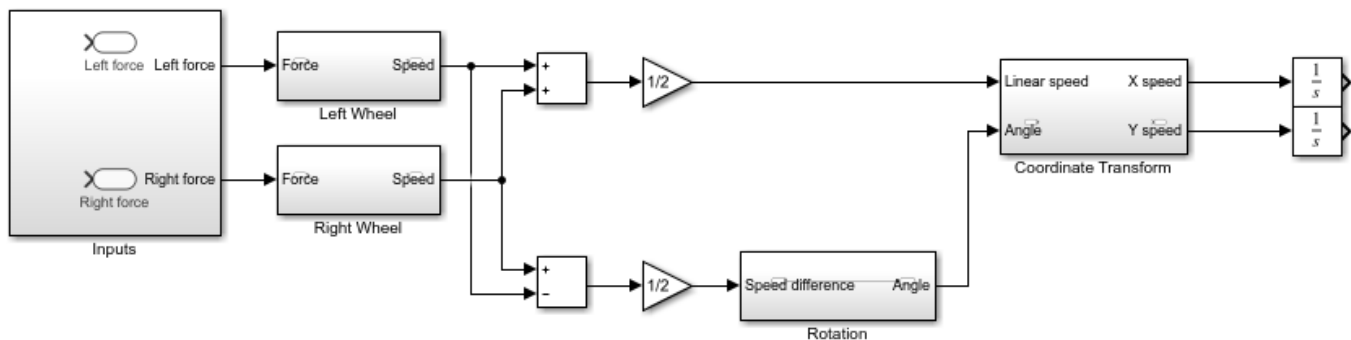 Left force
Left force
Right force
Right force
Inputs
Force
Speed
Left Wheel
Force
Speed
Right Wheel
+
+
1/2
+
−
1/2
Speed difference
Angle
Rotation
Linear speed
X speed
Angle
Y speed
Coordinate Transform
1
s
1
s